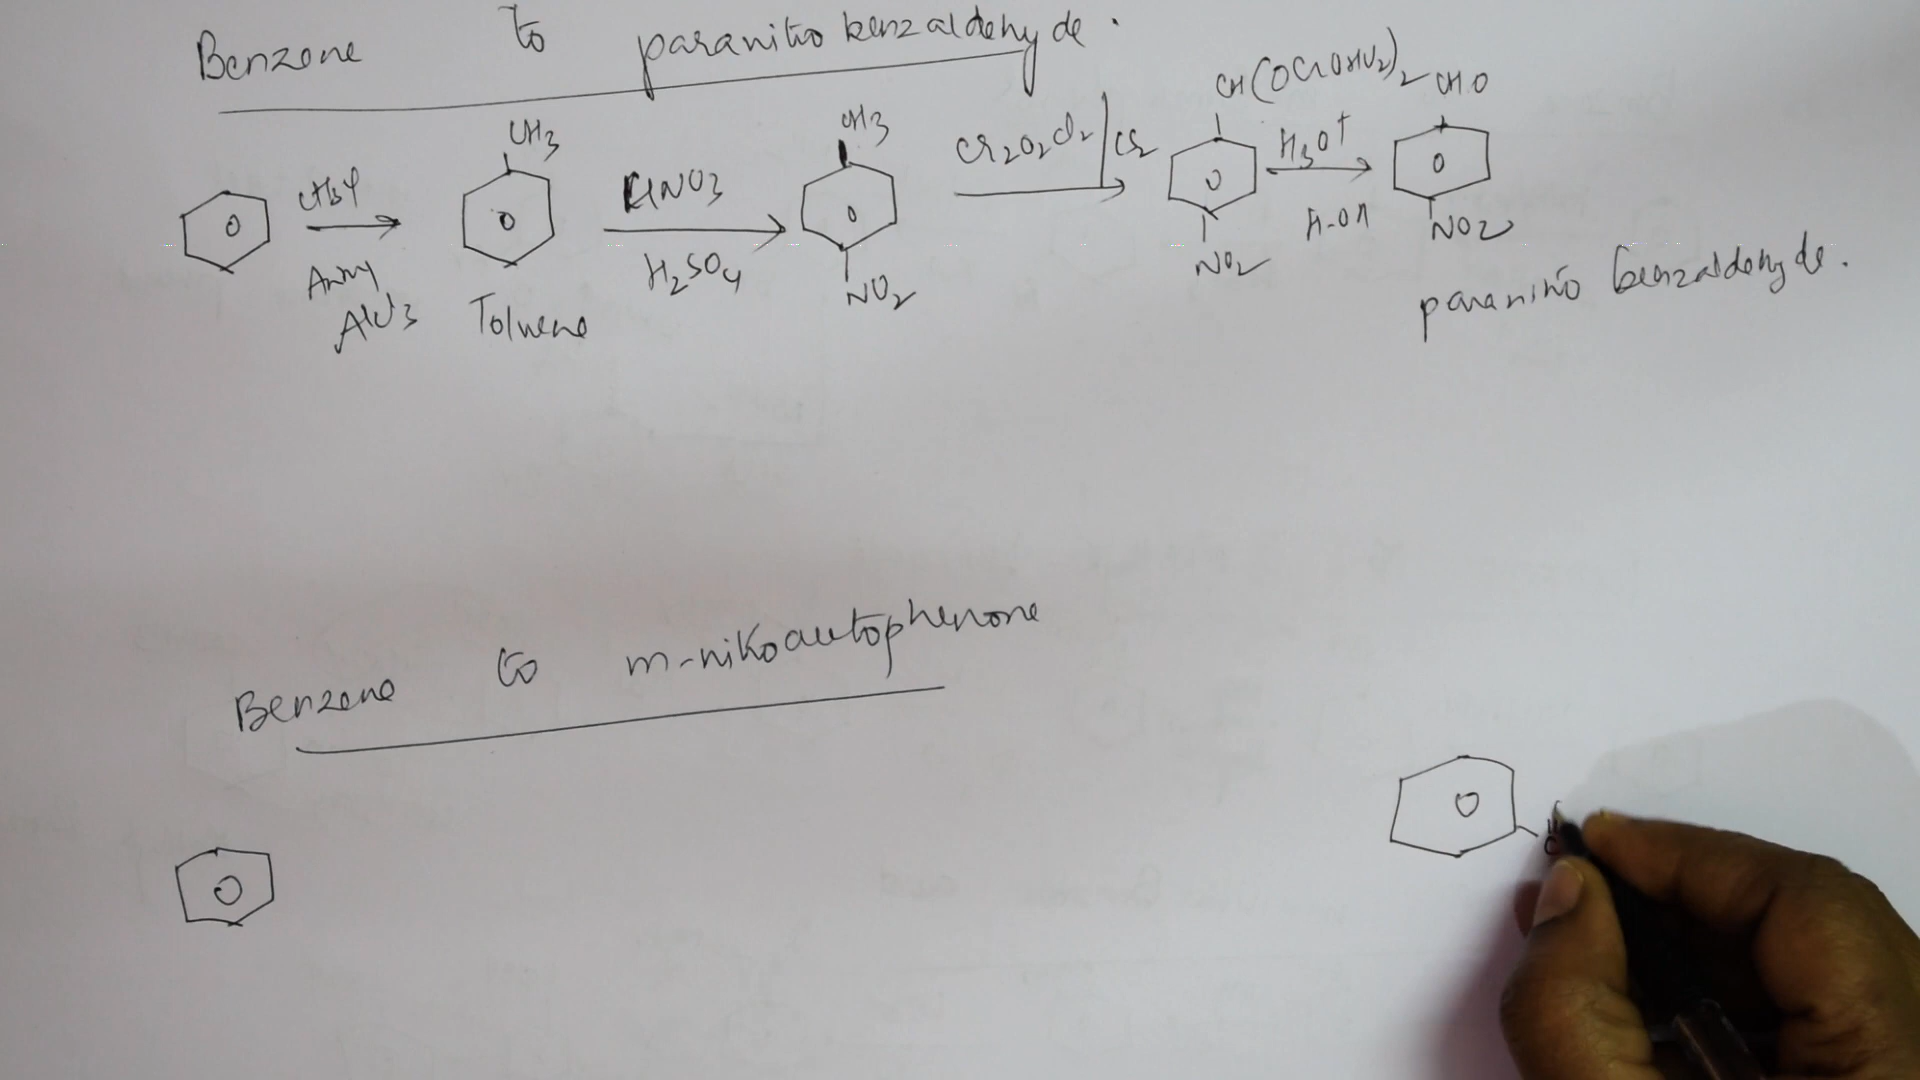 Benzene to paranitro benzaldehyde.
CH3 CH3 CH(OCrOHCl2)2 CHO
CH3Cl HNO3 Cr2O2Cl2/CS2 H3O+
Anhy H2SO4 H-OH
AlCl3
Toluene NO2 NO2 NO2
paranitro benzaldehyde.
Benzene to m-nitroacetophenone
C